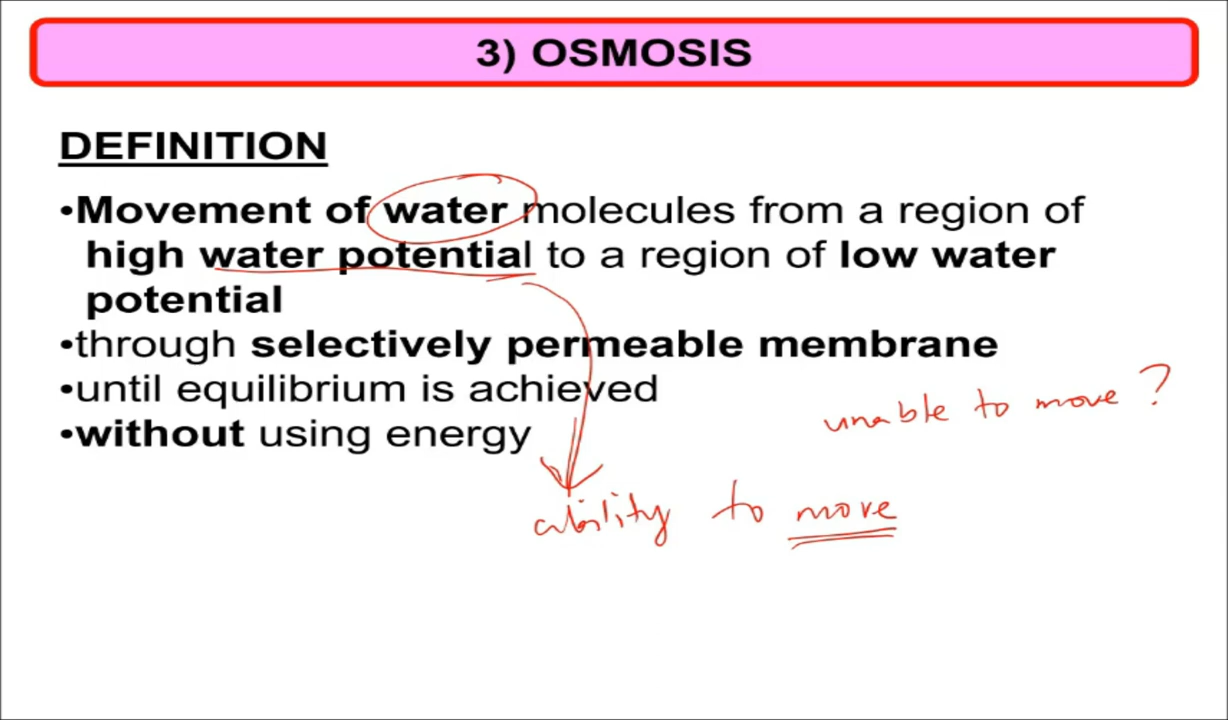 3) OSMOSIS
DEFINITION
•Movement of water molecules from a region of
high water potential to a region of low water
potential
•through selectively permeable membrane
•until equilibrium is achieved
unable to move?
•without using energy
ability to move